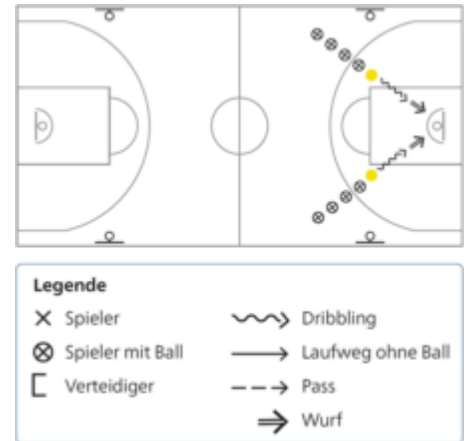 Legende
Spieler
Spieler mit Ball
Verteidiger
Dribbling
Laufweg ohne Ball
Pass
Wurf